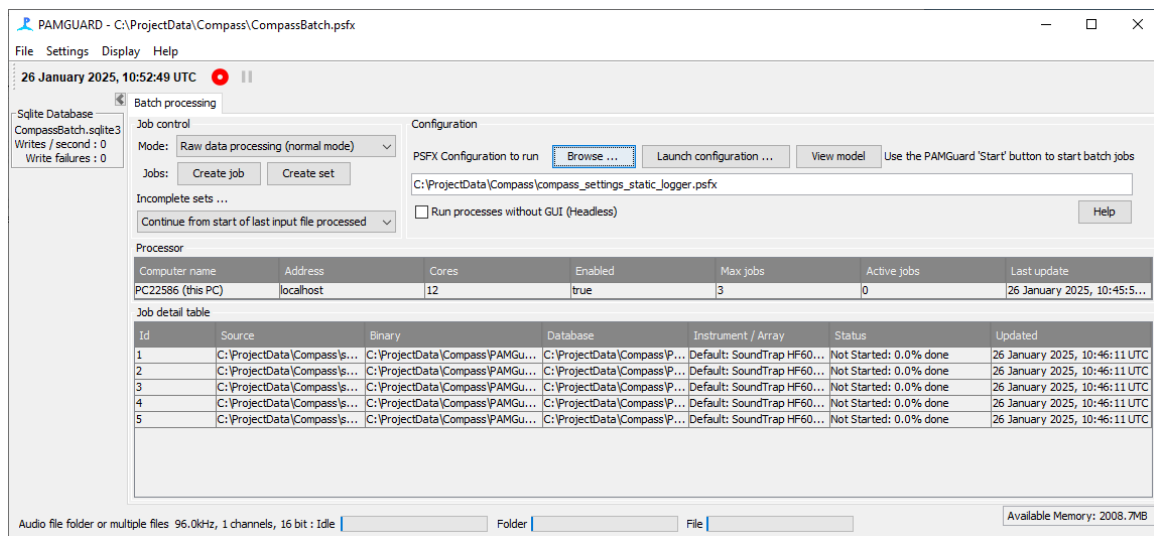 PAMGUARD - C:\ProjectData\Compass\CompassBatch.psfx
File Settings Display Help
26 January 2025, 10:52:49 UTC
Sqlite Database
CompassBatch.sqlite3
Writes / second : 0
Write failures : 0
Batch processing
Job control
Mode: Raw data processing (normal mode)
Jobs: Create job Create set
Incomplete sets ...
Continue from start of last input file processed
Configuration
PSFX Configuration to run Browse ... Launch configuration ... View model Use the PAMGuard 'Start' button to start batch jobs
C:\ProjectData\Compass\compass_settings_static_logger.psfx
Run processes without GUI (Headless) Help
Processor
Computer name Address Cores Enabled Max jobs Active jobs Last update
PC22586 (this PC) localhost 12 true 3 0 26 January 2025, 10:45:5...
Job detail table
Id Source Binary Database Instrument / Array Status Updated
1 C:\ProjectData\Compass\s... C:\ProjectData\Compass\PAMGu... C:\ProjectData\Compass\P... Default: SoundTrap HF60... Not Started: 0.0% done 26 January 2025, 10:46:11 UTC
2 C:\ProjectData\Compass\s... C:\ProjectData\Compass\PAMGu... C:\ProjectData\Compass\P... Default: SoundTrap HF60... Not Started: 0.0% done 26 January 2025, 10:46:11 UTC
3 C:\ProjectData\Compass\s... C:\ProjectData\Compass\PAMGu... C:\ProjectData\Compass\P... Default: SoundTrap HF60... Not Started: 0.0% done 26 January 2025, 10:46:11 UTC
4 C:\ProjectData\Compass\s... C:\ProjectData\Compass\PAMGu... C:\ProjectData\Compass\P... Default: SoundTrap HF60... Not Started: 0.0% done 26 January 2025, 10:46:11 UTC
5 C:\ProjectData\Compass\s... C:\ProjectData\Compass\PAMGu... C:\ProjectData\Compass\P... Default: SoundTrap HF60... Not Started: 0.0% done 26 January 2025, 10:46:11 UTC
Audio file folder or multiple files 96.0kHz, 1 channels, 16 bit : Idle Folder File Available Memory: 2008.7MB